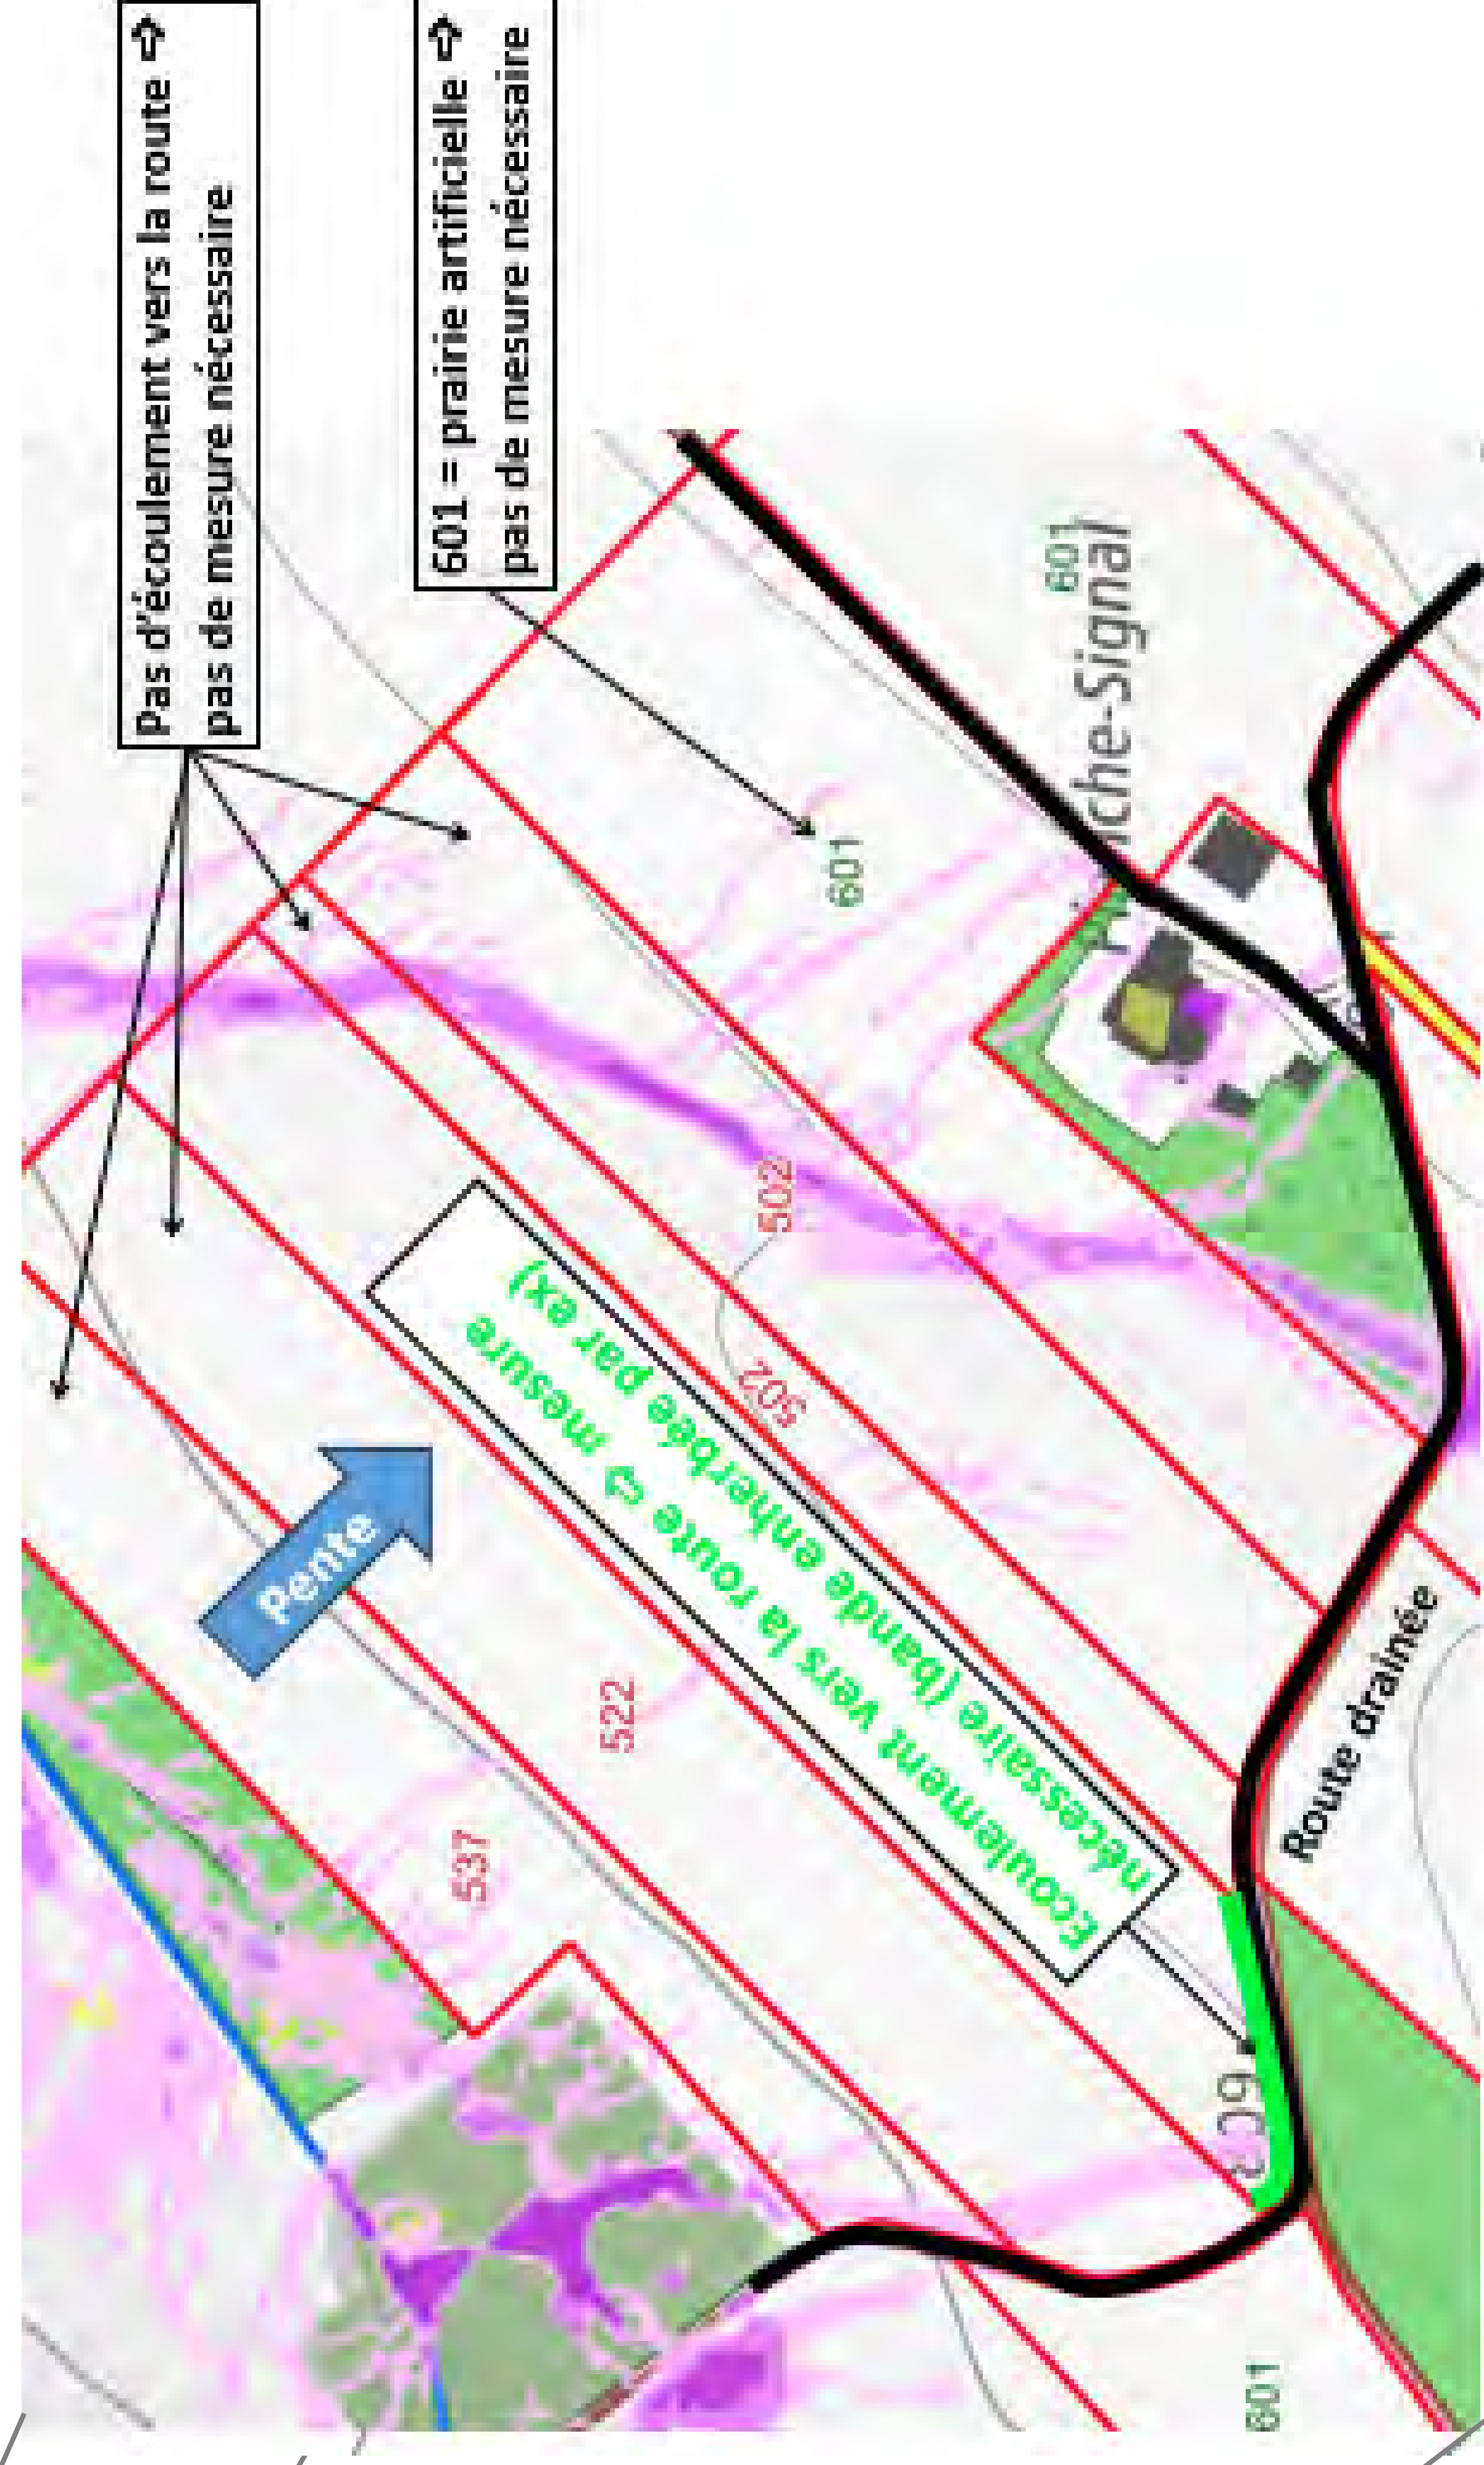 Pas d'écoulement vers la route ➩
pas de mesure nécessaire
601 = prairie artificielle ➩
pas de mesure nécessaire
601
601
502
502
Pente
Ecoulement vers la route ➩ mesure
nécessaire (bande enherbée par ex)
522
537
Route drainée
601